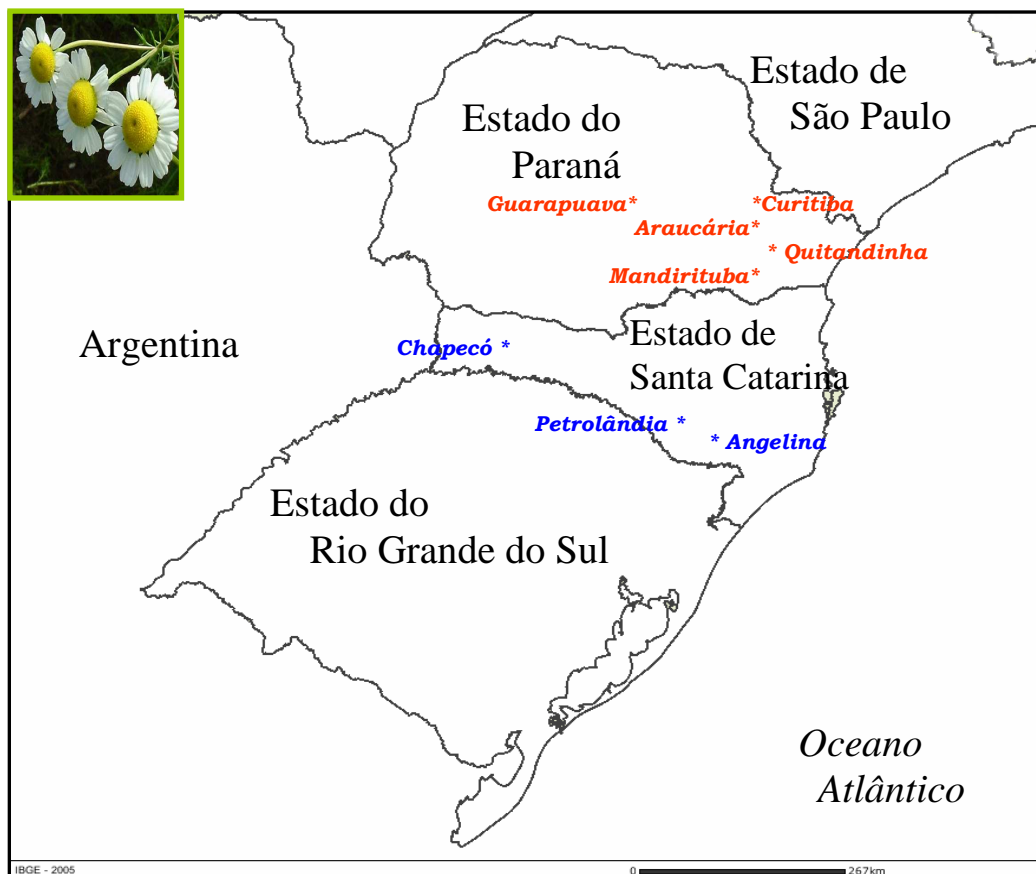 Estado de
São Paulo
Estado do
Paraná
Guarapuava*
*Curitiba
Araucária*
* Quitandinha
Mandirituba*
Argentina
Chapecó *
Estado de
Santa Catarina
Petrolândia *
* Angelina
Estado do
Rio Grande do Sul
Oceano
Atlântico
IBGE - 2005
0 267km